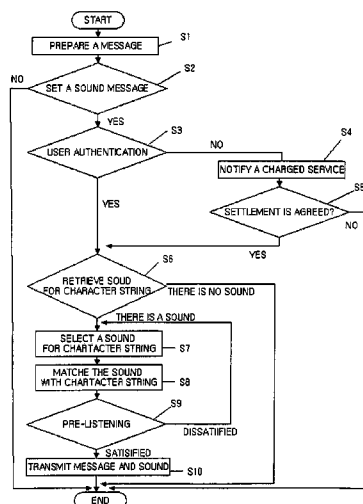 START
S1
PREPARE A MESSAGE
S2
NO
SET A SOUND MESSAGE
YES
S3
S4
USER AUTHENTICATION
NO
NOTIFY A CHARGED SERVICE
S5
YES
SETTLEMENT IS AGREED?
NO
YES
S6
RETRIEVE SOUD
FOR CHARACTER STRING
THERE IS NO SOUND
THERE IS A SOUND
SELECT A SOUND
FOR CHARTACTER STRING
S7
MATCHE THE SOUND
WITH CHARTACTER STRING
S8
S9
PRE-LISTENING
DISSATIIFIED
SATISIFIED
TRANSMIT MESSAGE AND SOUND
S10
END